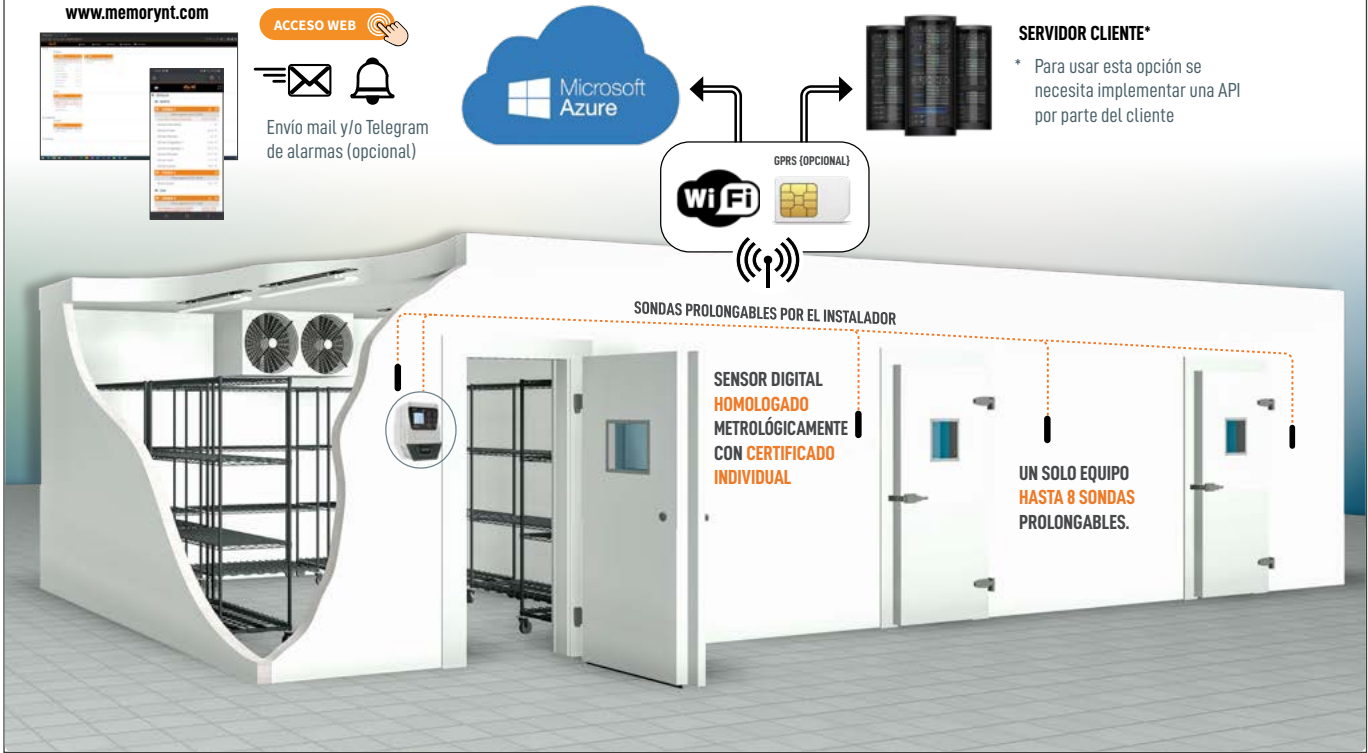 www.memorynt.com
ACCESO WEB
Envío mail y/o Telegram
de alarmas (opcional)
Microsoft
Azure
SERVIDOR CLIENTE*
* Para usar esta opción se
necesita implementar una API
por parte del cliente
GPRS {OPCIONAL}
WiFi
SONDAS PROLONGABLES POR EL INSTALADOR
SENSOR DIGITAL
HOMOLOGADO
METROLÓGICAMENTE
CON CERTIFICADO
INDIVIDUAL
UN SOLO EQUIPO
HASTA 8 SONDAS
PROLONGABLES.